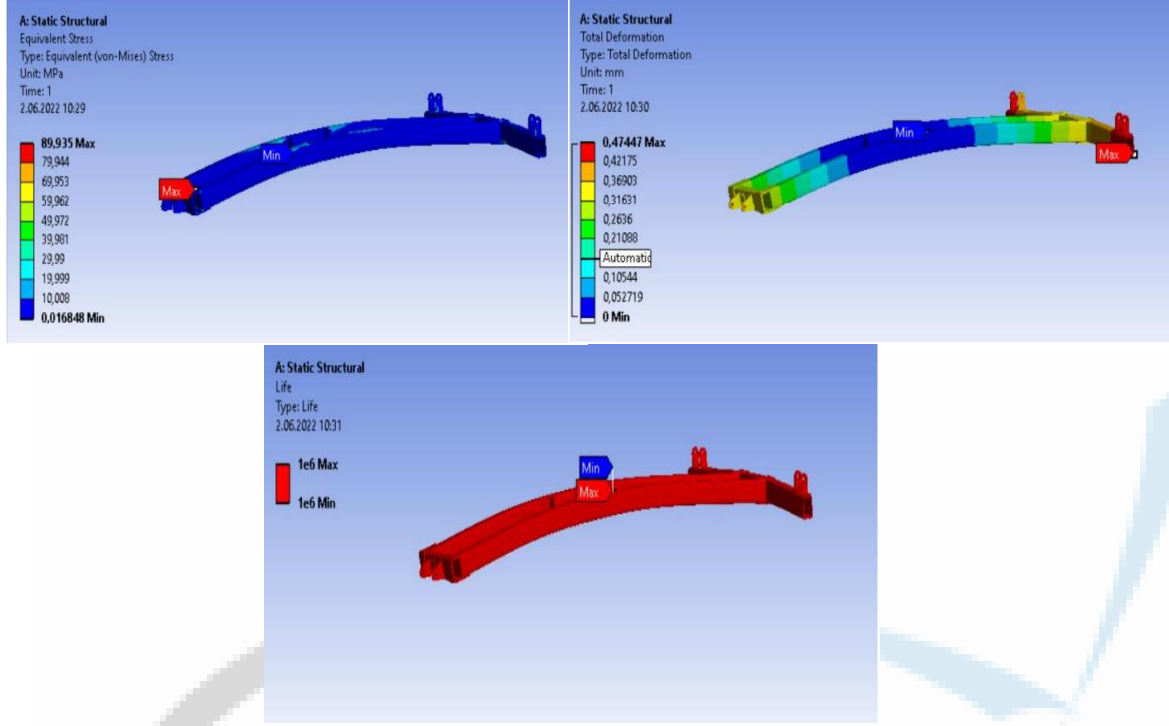 A: Static Structural
Equivalent Stress
Type: Equivalent (von-Mises) Stress
Unit: MPa
Time: 1
2.06.2022 10:29
89,935 Max
79,944
69,953
59,962
49,972
39,981
29,99
19,999
10,008
0,016848 Min
Min
Max
A: Static Structural
Total Deformation
Type: Total Deformation
Unit: mm
Time: 1
2.06.2022 10:30
0,47447 Max
0,42175
0,36903
0,31631
0,2636
0,21088
Automatic
0,10544
0,052719
0 Min
Min
Max
A: Static Structural
Life
Type: Life
2.06.2022 10:31
1e6 Max
1e6 Min
Min
Max